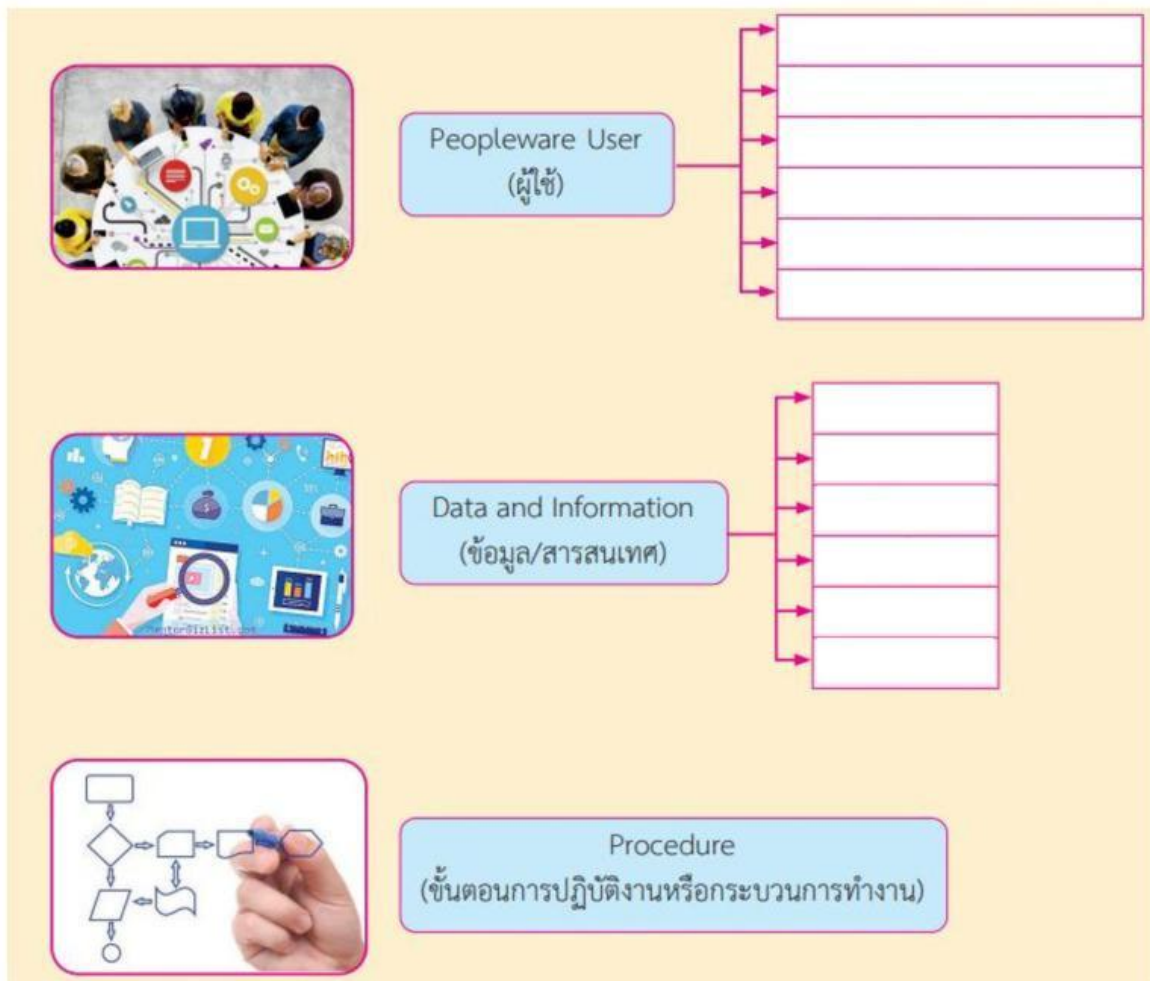 Peopleware User
(ผู้ใช้)
Data and Information
(ข้อมูล/สารสนเทศ)
Procedure
(ขั้นตอนการปฏิบัติงานหรือกระบวนการทำงาน)